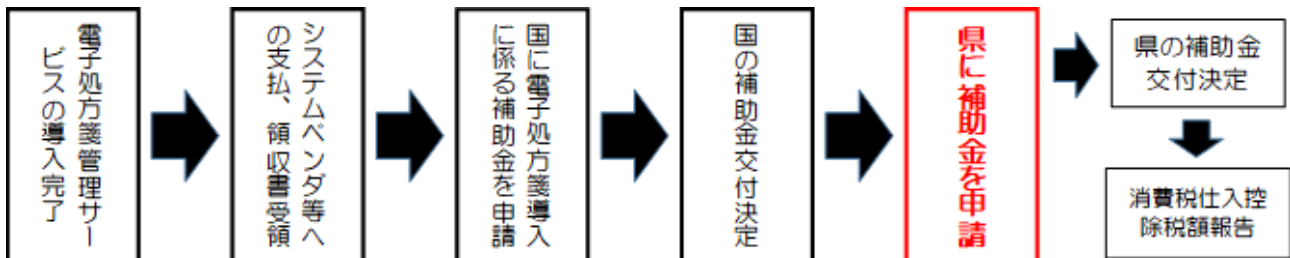 電子処方箋管理サー
ビスの導入完了
システムベンダ等へ
の支払、領収書受領
国に電子処方箋導入
に係る補助金を申請
国の補助金交付決定
県に補助金を申請
県の補助金
交付決定
消費税仕入控
除税額報告